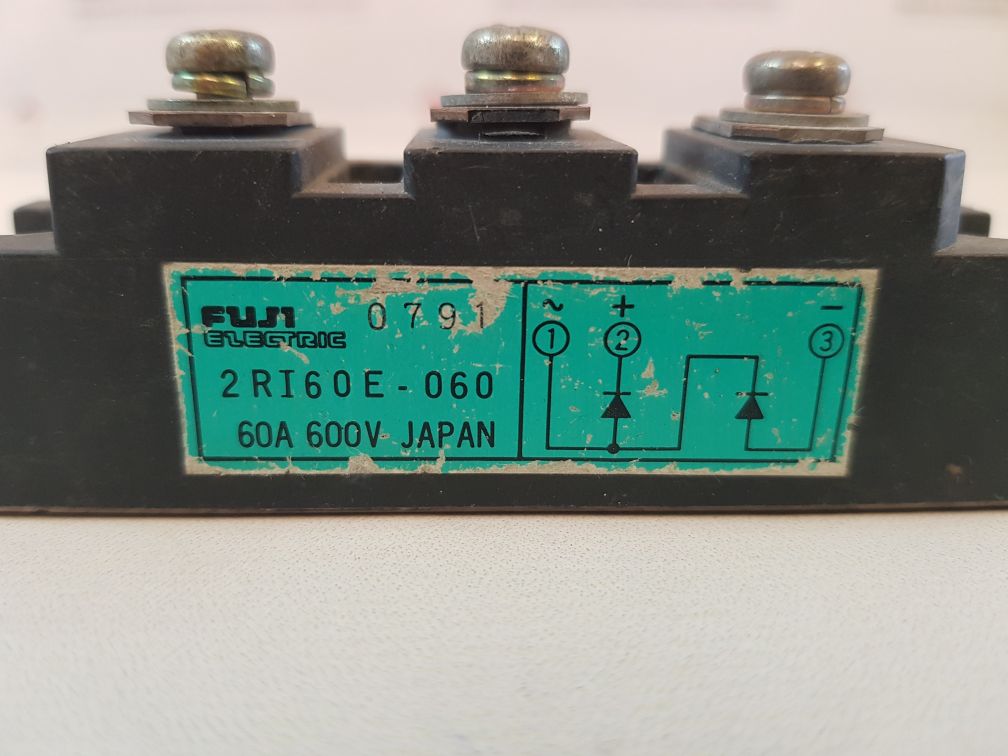 FUJI 0791
ELECTRIC
2RI60E-060
60A 600V JAPAN
~ + −
1 2 3